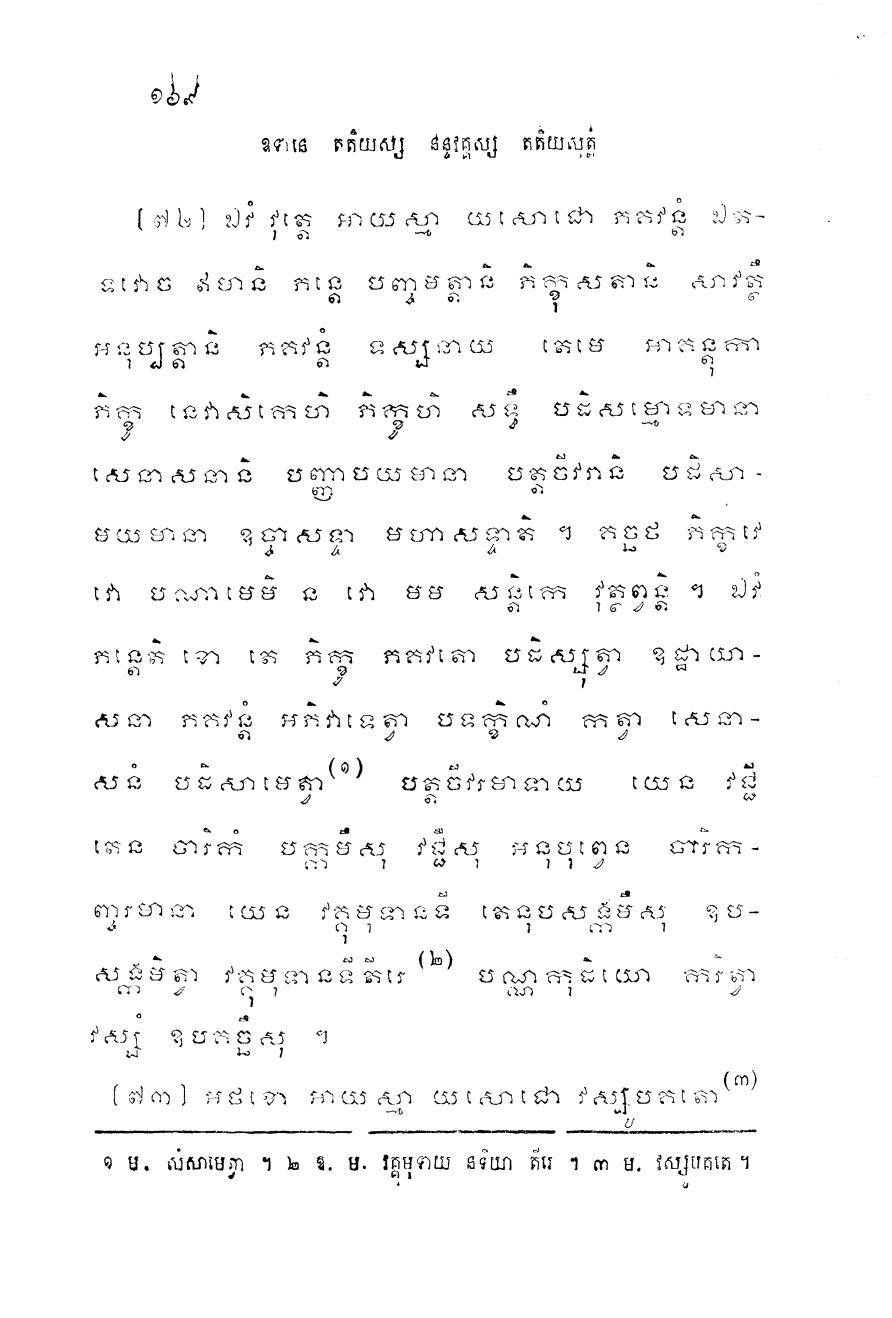 ១៦៩
ឧទានេ តតិយស្ស នន្ទវគ្គស្ស តតិយសុត្តំ
[៧២] ឯវំ វុត្តេ អាយស្មា យសោជោ ភគវន្តំ ឯត-
ទវោច ឥមានិ ភន្តេ បញ្ចមត្តានិ ភិក្ខុសតានិ សាវត្ថឹ
អនុប្បត្តានិ ភគវន្តំ ទស្សនាយ តេមេ អាគន្តុកា
ភិក្ខូ នេវាសិកេហិ ភិក្ខូហិ សទ្ធឹ បដិសម្មោទមានា
សេនាសនានិ បញ្ញាបយមានា បត្តចីវរានិ បដិសា-
មយមានា ឧច្ចាសទ្ទា មហាសទ្ទាតិ ។ គច្ឆថ ភិក្ខវេ
វោ បណាមេមិ ន វោ មម សន្តិកេ វុត្ថព្វន្តិ ។ ឯវំ
ភន្តេតិ ខោ តេ ភិក្ខូ ភគវតោ បដិស្សុត្វា ឧដ្ឋាយា-
សនា ភគវន្តំ អភិវាទេត្វា បទក្ខិណំ កត្វា សេនា-
សនំ បដិសាមេត្វា(១) បត្តចីវរមាទាយ យេន វជ្ជី
តេន ចារិកំ បក្កមឹសុ វជ្ជីសុ អនុបុព្វេន ចារិក-
ញ្ចរមានា យេន វគ្គុមុទានទី តេនុបសង្កមឹសុ ឧប-
សង្កមិត្វា វគ្គុមុទានទីតីរេ(២) បណ្ណកុដិយោ ករិត្វា
វស្សំ ឧបគច្ឆឹសុ ។
[៧៣] អថខោ អាយស្មា យសោជោ វស្សូបគតោ(៣)
១ ម. សំសាមេត្វា ។ ២ ឱ. ម. វគ្គុមុទាយ នទិយា តីរេ ។ ៣ ម. វស្សូបគតេ ។